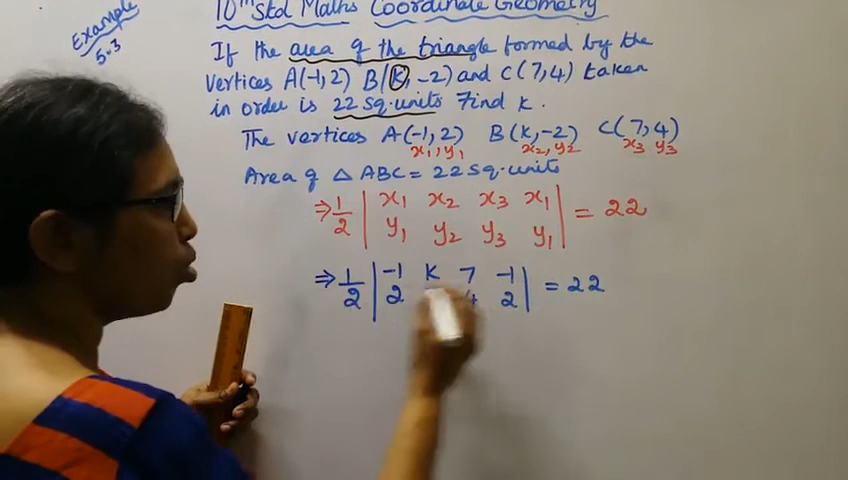 10th Std Maths Coordinate Geometry
Example
5.3
If the area of the triangle formed by the
vertices A(-1,2) B(k, -2) and C(7,4) taken
in order is 22 sq.units Find k.
The vertices A(-1,2) B(k,-2) C(7,4)
x₁,y₁ x₂,y₂ x₃ y₃
Area of △ ABC = 22 sq.units
⇒ 1/2 | x₁ x₂ x₃ x₁ | = 22
y₁ y₂ y₃ y₁
⇒ 1/2 | -1 k 7 -1 | = 22
2 4 2